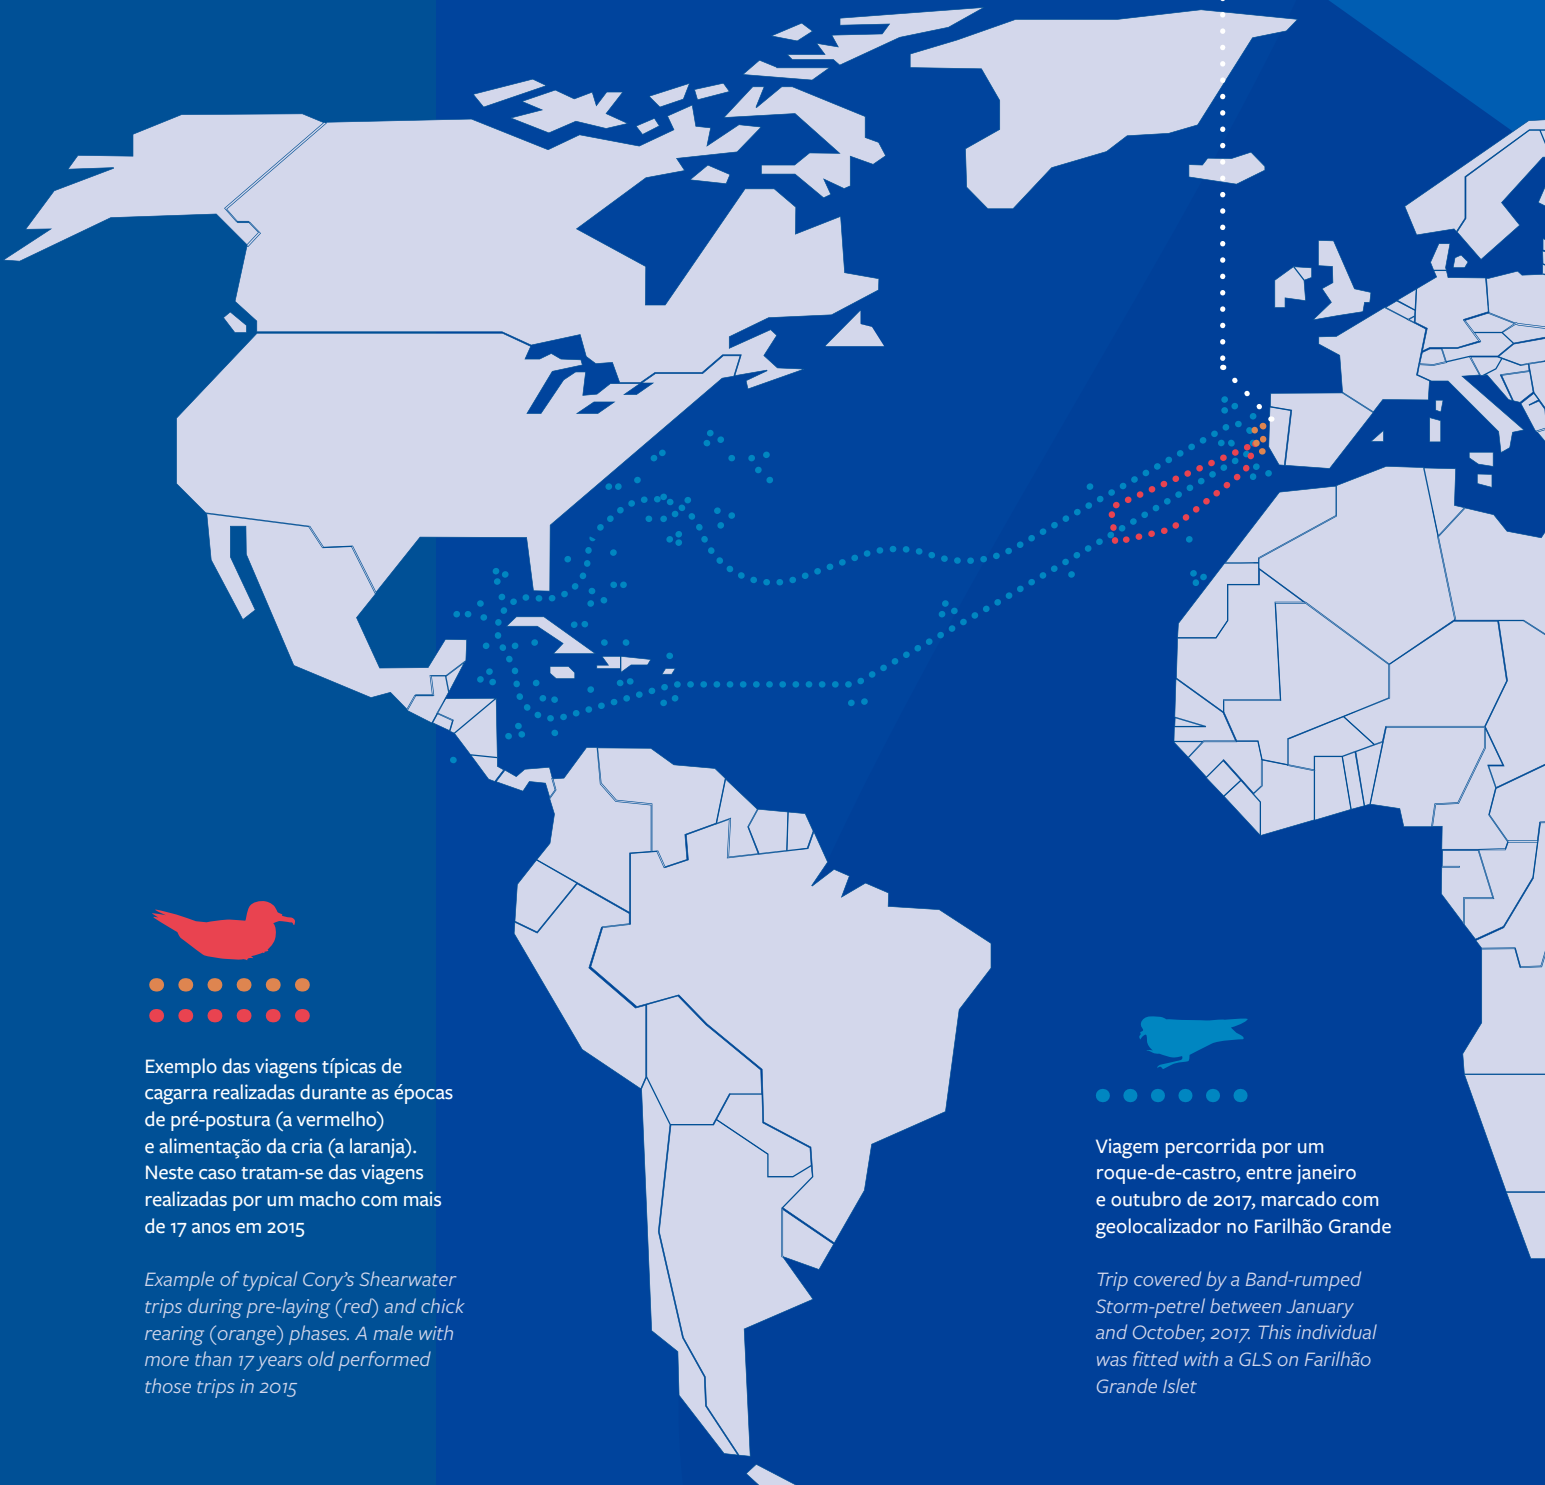 Exemplo das viagens típicas de
cagarra realizadas durante as épocas
de pré-postura (a vermelho)
e alimentação da cria (a laranja).
Neste caso tratam-se das viagens
realizadas por um macho com mais
de 17 anos em 2015
Example of typical Cory's Shearwater
trips during pre-laying (red) and chick
rearing (orange) phases. A male with
more than 17 years old performed
those trips in 2015
Viagem percorrida por um
roque-de-castro, entre janeiro
e outubro de 2017, marcado com
geolocalizador no Farilhão Grande
Trip covered by a Band-rumped
Storm-petrel between January
and October, 2017. This individual
was fitted with a GLS on Farilhão
Grande Islet